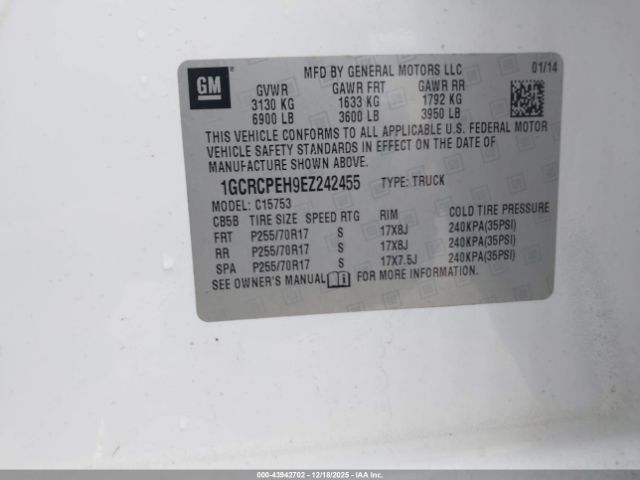 GM
MFD BY GENERAL MOTORS LLC 01/14
GVWR GAWR FRT GAWR RR
3130 KG 1633 KG 1792 KG
6900 LB 3600 LB 3950 LB
THIS VEHICLE CONFORMS TO ALL APPLICABLE U.S. FEDERAL MOTOR
VEHICLE SAFETY STANDARDS IN EFFECT ON THE DATE OF
MANUFACTURE SHOWN ABOVE.
1GCRCPEH9EZ242455 TYPE: TRUCK
MODEL: C15753
CB5B TIRE SIZE SPEED RTG RIM COLD TIRE PRESSURE
FRT P255/70R17 S 17X8J 240KPA(35PSI)
RR P255/70R17 S 17X8J 240KPA(35PSI)
SPA P255/70R17 S 17X7.5J 240KPA(35PSI)
SEE OWNER'S MANUAL FOR MORE INFORMATION.
000-43942702 - 12/18/2025 - IAA Inc.